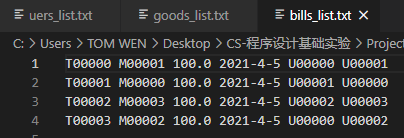 uers_list.txt goods_list.txt bills_list.txt ×
C: > Users > TOM WEN > Desktop > CS-程序设计基础实验 > Project
1 T00000 M00001 100.0 2021-4-5 U00000 U00001
2 T00001 M00000 100.0 2021-4-5 U00001 U00000
3 T00002 M00003 100.0 2021-4-5 U00002 U00003
4 T00003 M00002 100.0 2021-4-5 U00000 U00002